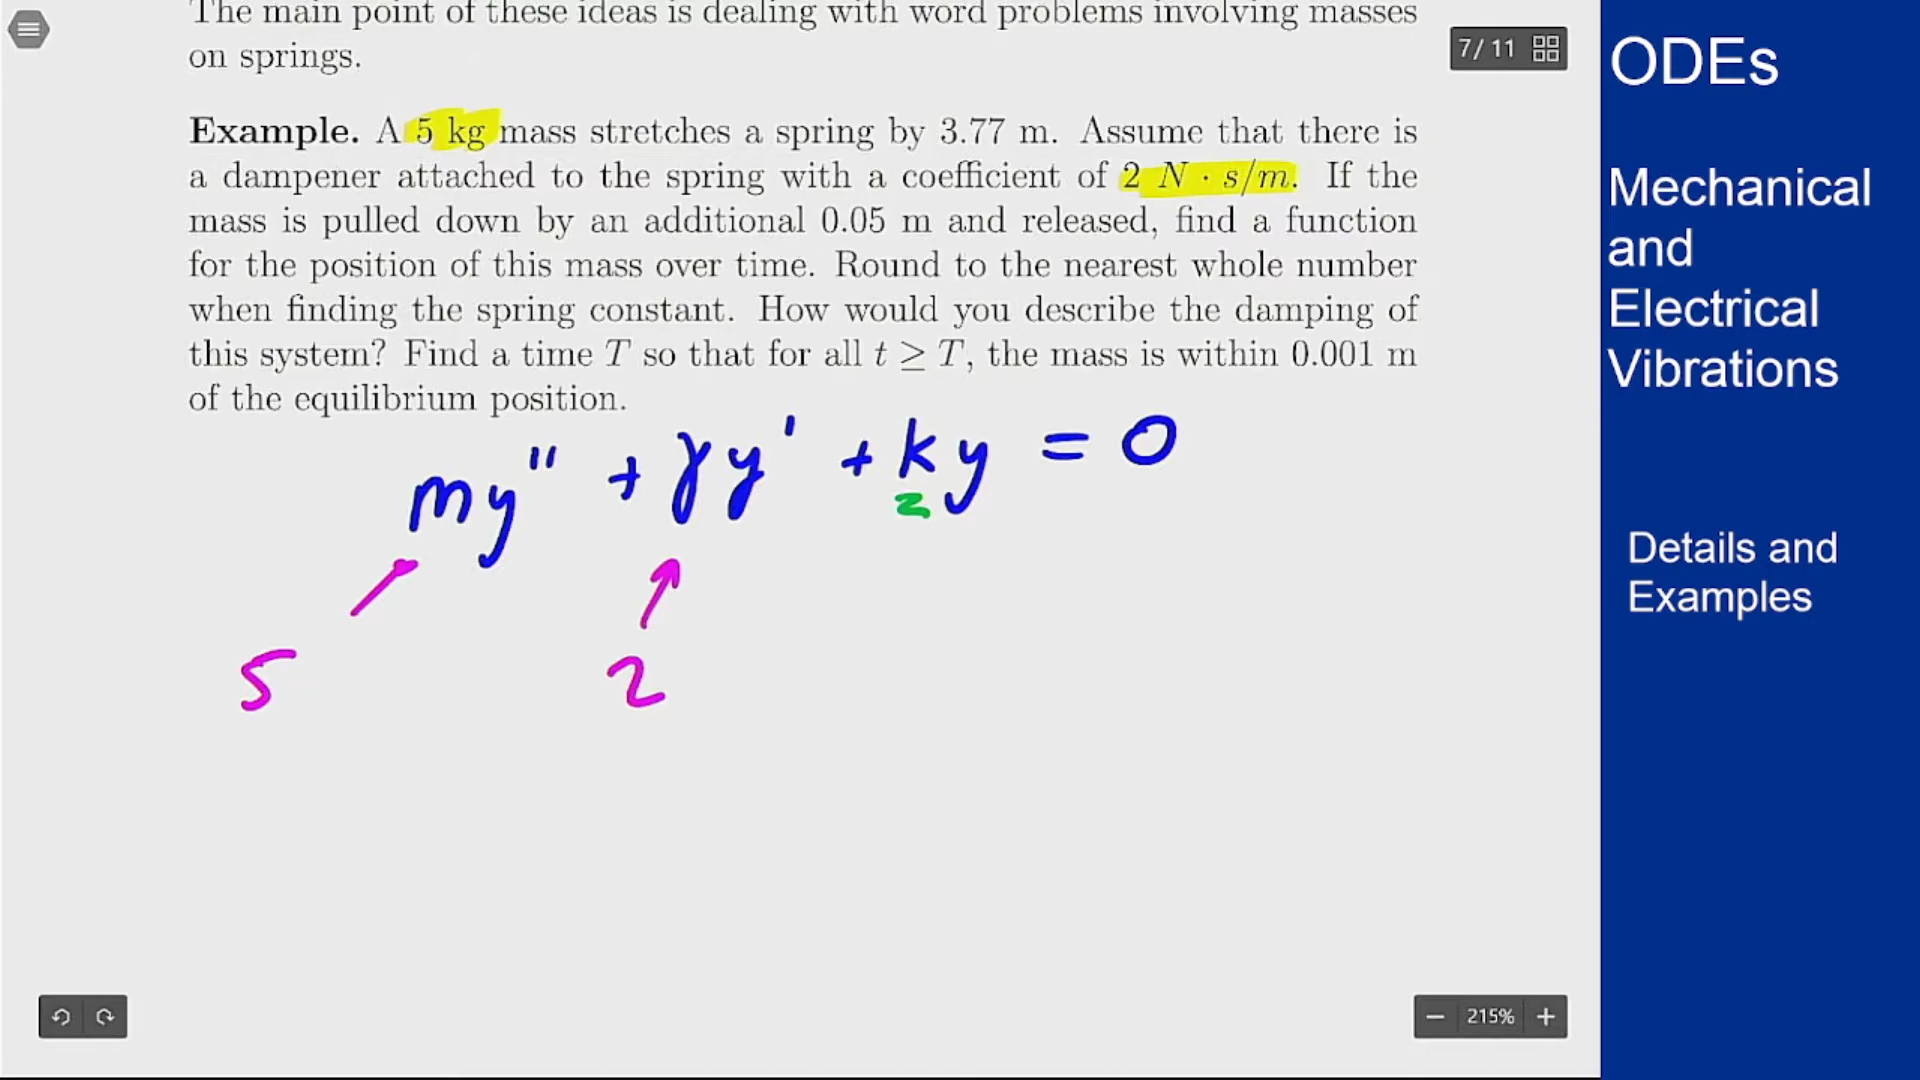 The main point of these ideas is dealing with word problems involving masses
on springs.
7/ 11
Example. A 5 kg mass stretches a spring by 3.77 m. Assume that there is
a dampener attached to the spring with a coefficient of 2 N · s/m. If the
mass is pulled down by an additional 0.05 m and released, find a function
for the position of this mass over time. Round to the nearest whole number
when finding the spring constant. How would you describe the damping of
this system? Find a time T so that for all t ≥ T, the mass is within 0.001 m
of the equilibrium position.
my'' + γy' + ky = 0
5
2
215%
ODEs
Mechanical
and
Electrical
Vibrations
Details and
Examples